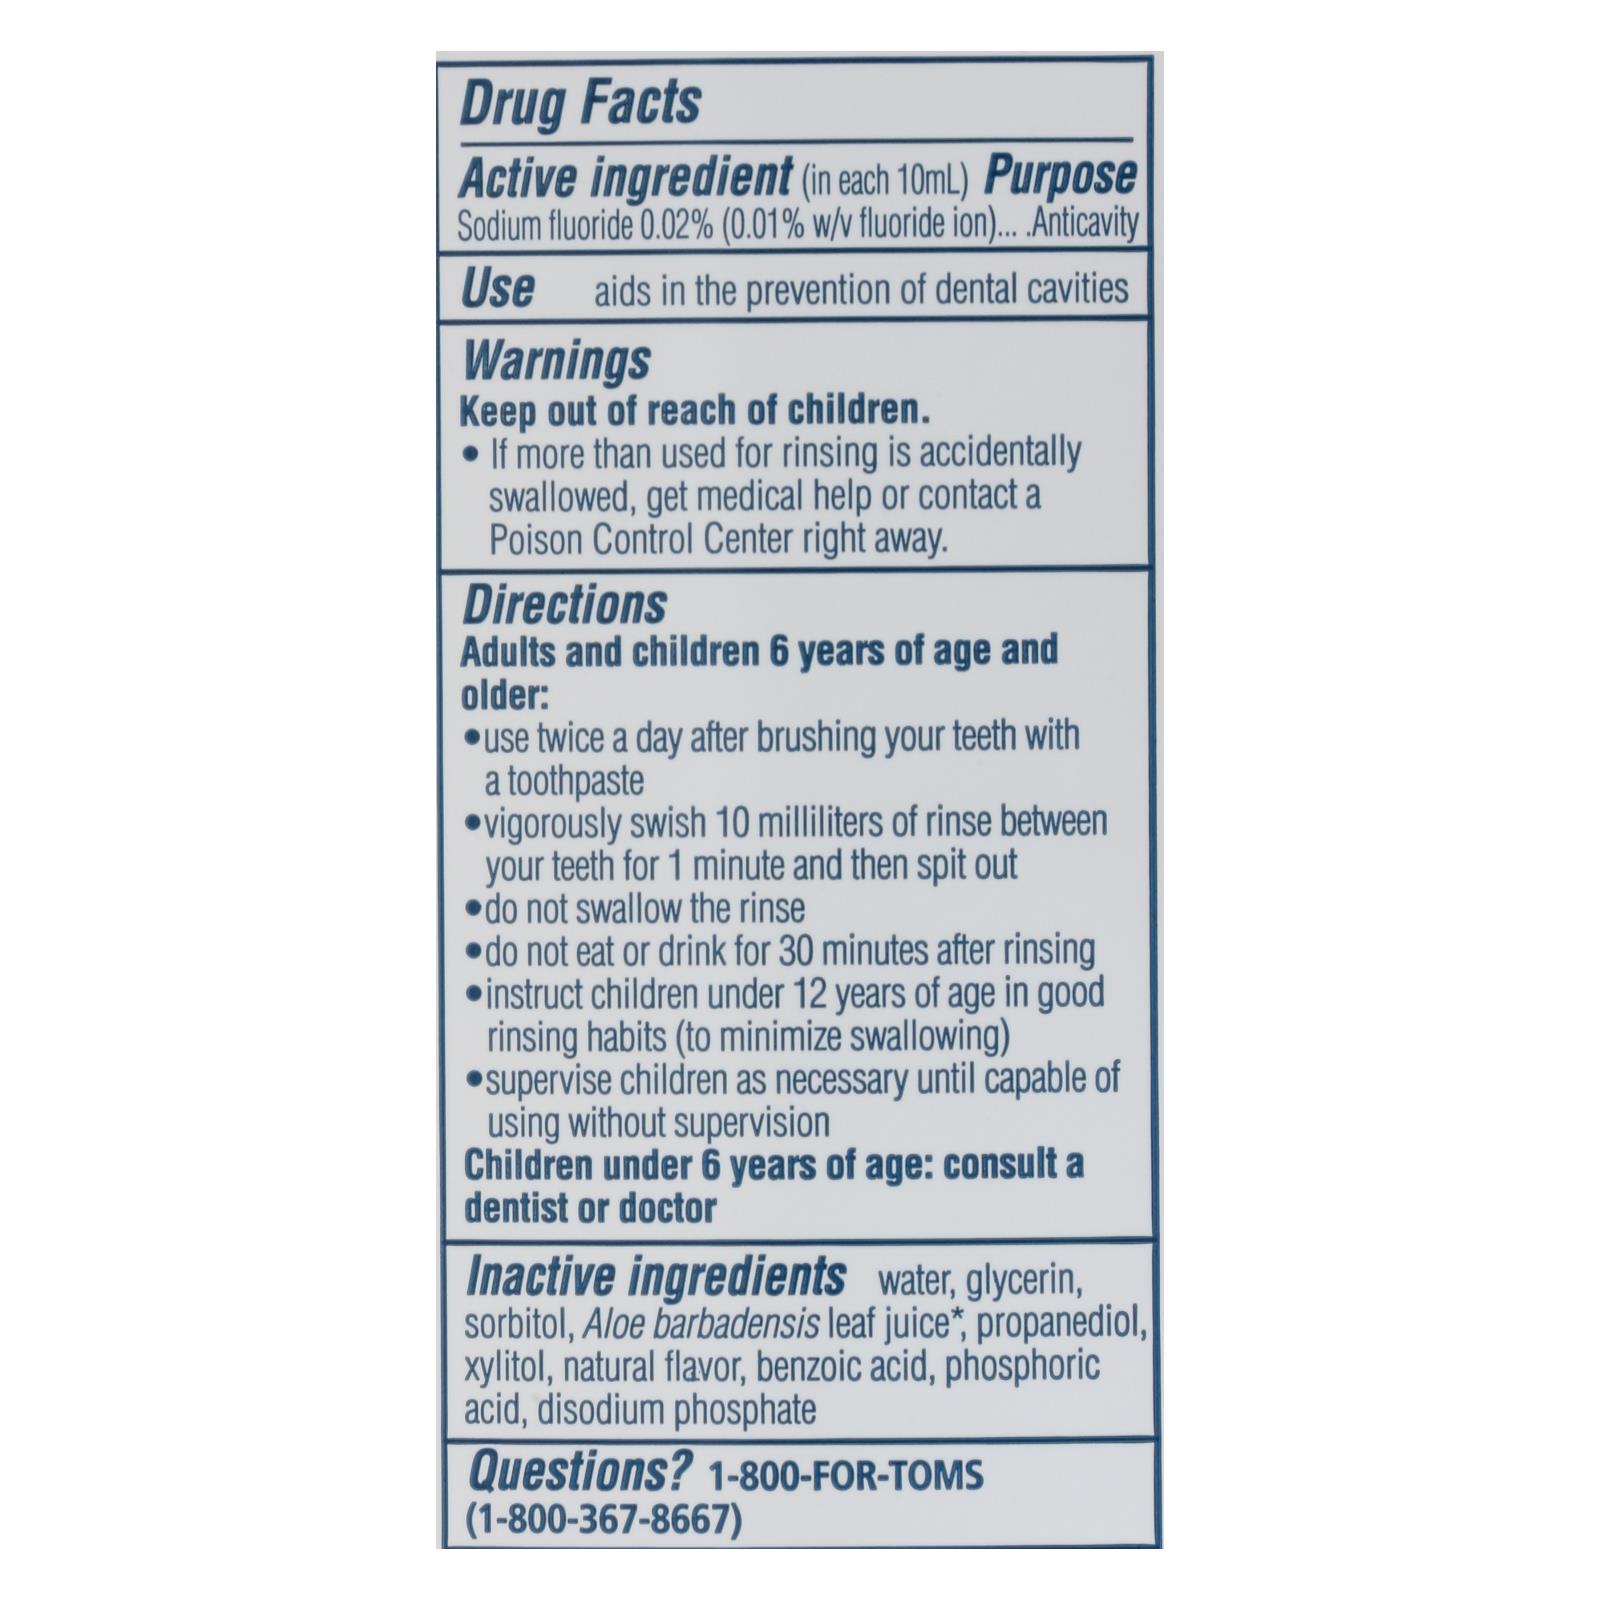 Drug Facts
Active ingredient (in each 10mL) Purpose
Sodium fluoride 0.02% (0.01% w/v fluoride ion)... .Anticavity
Use aids in the prevention of dental cavities
Warnings
Keep out of reach of children.
• If more than used for rinsing is accidentally
swallowed, get medical help or contact a
Poison Control Center right away.
Directions
Adults and children 6 years of age and
older:
•use twice a day after brushing your teeth with
a toothpaste
•vigorously swish 10 milliliters of rinse between
your teeth for 1 minute and then spit out
•do not swallow the rinse
•do not eat or drink for 30 minutes after rinsing
•instruct children under 12 years of age in good
rinsing habits (to minimize swallowing)
•supervise children as necessary until capable of
using without supervision
Children under 6 years of age: consult a
dentist or doctor
Inactive ingredients water, glycerin,
sorbitol, Aloe barbadensis leaf juice*, propanediol,
xylitol, natural flavor, benzoic acid, phosphoric
acid, disodium phosphate
Questions? 1-800-FOR-TOMS
(1-800-367-8667)